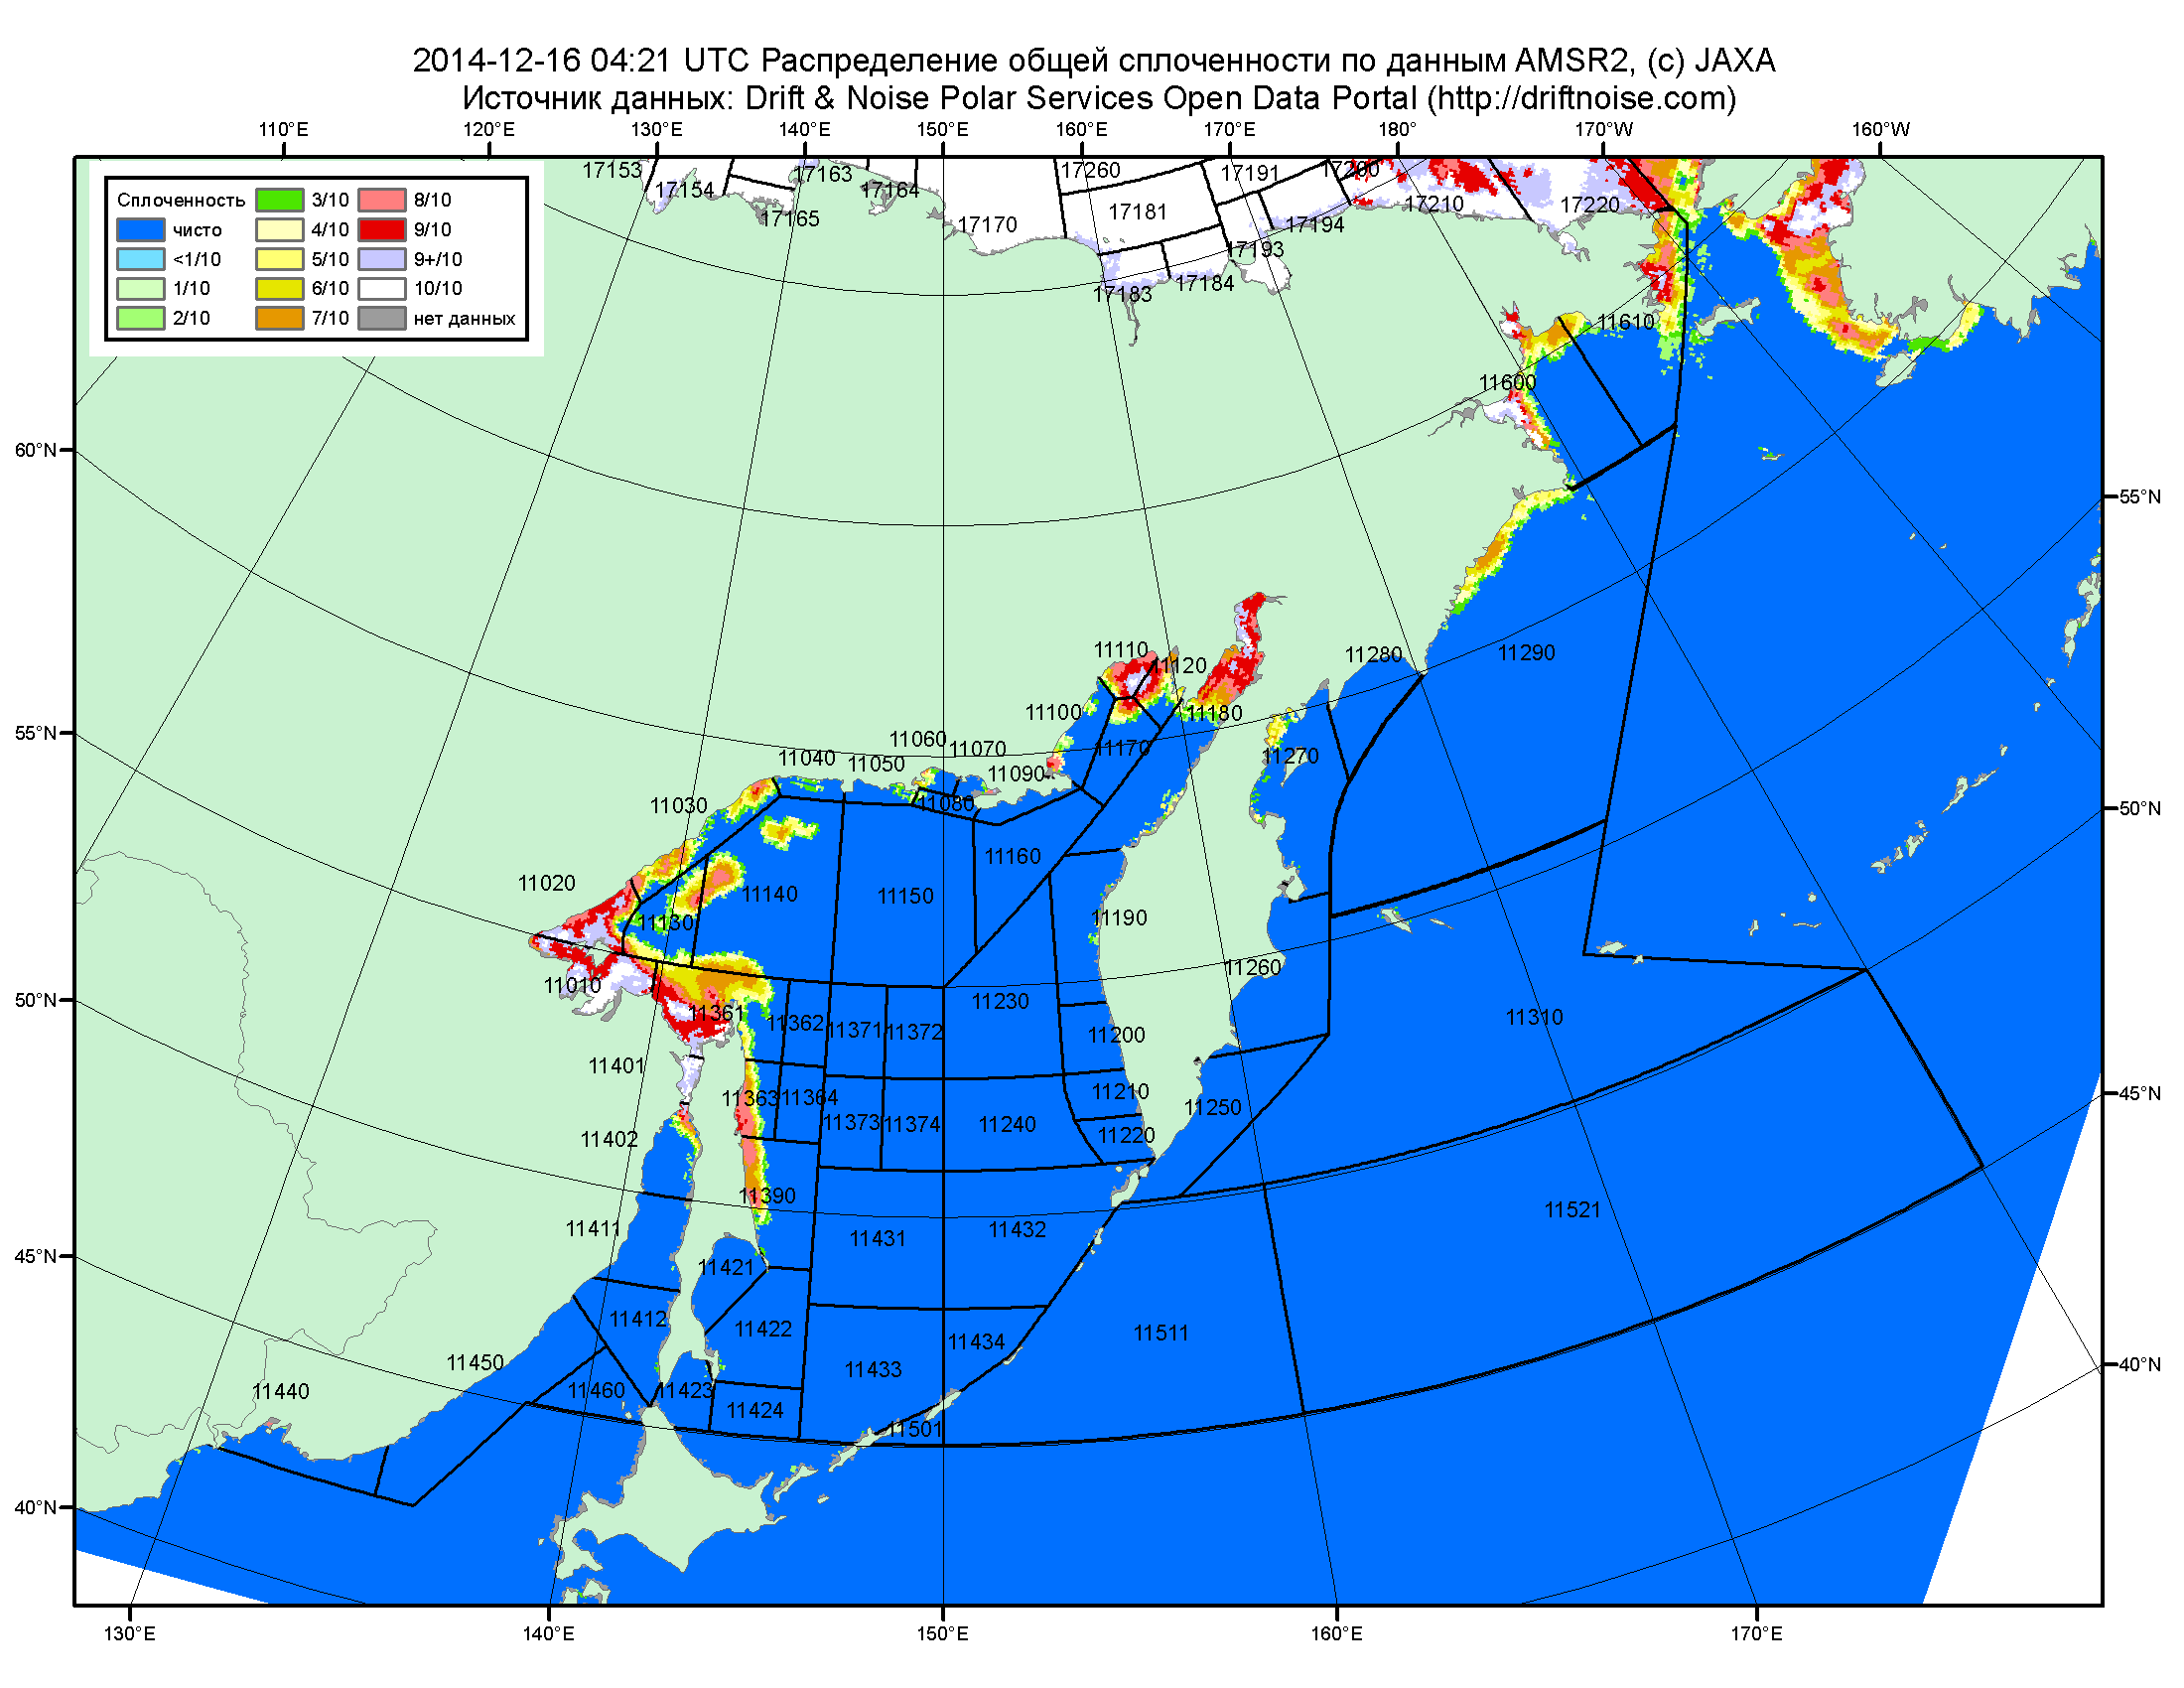 2014-12-16 04:21 UTC Распределение общей сплоченности по данным AMSR2, (c) JAXA
Источник данных: Drift & Noise Polar Services Open Data Portal (http://driftnoise.com)
110°E 120°E 130°E 140°E 150°E 160°E 170°E 180° 170°W 160°W
Сплоченность
чисто
<1/10
1/10
2/10
3/10
4/10
5/10
6/10
7/10
8/10
9/10
9+/10
10/10
нет данных
17153 17154 17163 17164 17165 17170 17260 17181 17191 17200 17210 17220
17194 17193 17184 17183
11610
11600
60°N
55°N
11290
11280
11110 11120
11100 11180
11060 11070 11170
55°N
11040 11050 11090 11270
11030 11080
50°N
11160
11020 11140 11150
11130 11190
11260
11010 11230
50°N
11361 11362 11371 11372 11200 11310
11401
11363 11364 11373 11374 11240 11210 11250
45°N
11402 11220
11390
11411 11431 11432 11521
45°N
11421
11412 11422 11434 11511
11450 11433
40°N
11440 11460 11423 11424
11501
40°N
130°E 140°E 150°E 160°E 170°E